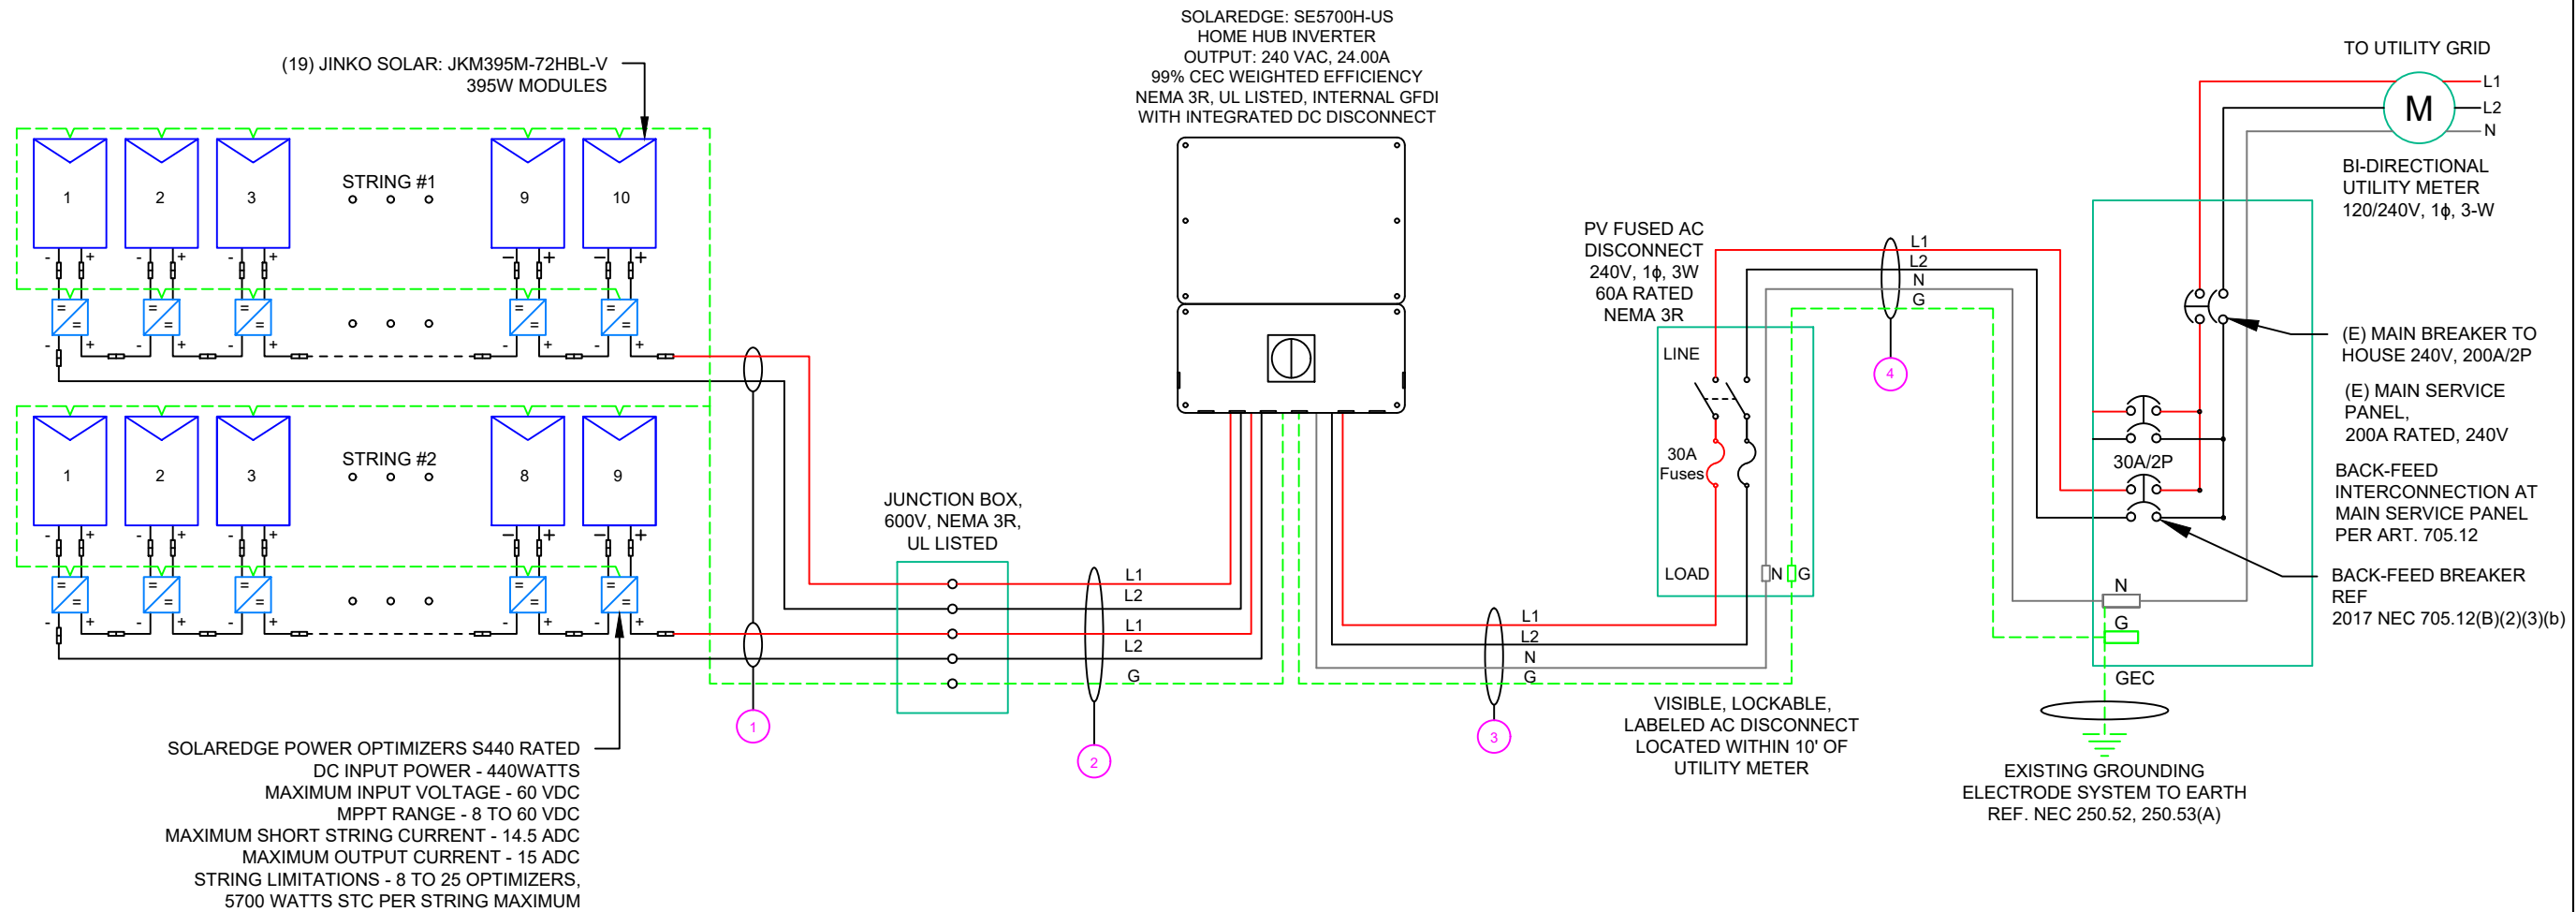 SOLAREDGE: SE5700H-US
HOME HUB INVERTER
OUTPUT: 240 VAC, 24.00A
99% CEC WEIGHTED EFFICIENCY
NEMA 3R, UL LISTED, INTERNAL GFDI
WITH INTEGRATED DC DISCONNECT
(19) JINKO SOLAR: JKM395M-72HBL-V
395W MODULES
1
2
3
STRING #1
9
10
- +
- +
- +
- +
- +
= =
= =
= =
= =
= =
- +
- +
- +
- +
- +
1
2
3
STRING #2
8
9
- +
- +
- +
- +
- +
= =
= =
= =
= =
= =
- +
- +
- +
- +
- +
SOLAREDGE POWER OPTIMIZERS S440 RATED
DC INPUT POWER - 440WATTS
MAXIMUM INPUT VOLTAGE - 60 VDC
MPPT RANGE - 8 TO 60 VDC
MAXIMUM SHORT STRING CURRENT - 14.5 ADC
MAXIMUM OUTPUT CURRENT - 15 ADC
STRING LIMITATIONS - 8 TO 25 OPTIMIZERS,
5700 WATTS STC PER STRING MAXIMUM
1
JUNCTION BOX,
600V, NEMA 3R,
UL LISTED
L1
L2
L1
L2
G
2
L1
L2
N
G
3
PV FUSED AC
DISCONNECT
240V, 1ϕ, 3W
60A RATED
NEMA 3R
LINE
30A
Fuses
LOAD
N
G
VISIBLE, LOCKABLE,
LABELED AC DISCONNECT
LOCATED WITHIN 10' OF
UTILITY METER
L1
L2
N
G
4
TO UTILITY GRID
M
L1
L2
N
BI-DIRECTIONAL
UTILITY METER
120/240V, 1ϕ, 3-W
(E) MAIN BREAKER TO
HOUSE 240V, 200A/2P
(E) MAIN SERVICE
PANEL,
200A RATED, 240V
30A/2P
BACK-FEED
INTERCONNECTION AT
MAIN SERVICE PANEL
PER ART. 705.12
BACK-FEED BREAKER
REF
2017 NEC 705.12(B)(2)(3)(b)
N
G
GEC
EXISTING GROUNDING
ELECTRODE SYSTEM TO EARTH
REF. NEC 250.52, 250.53(A)